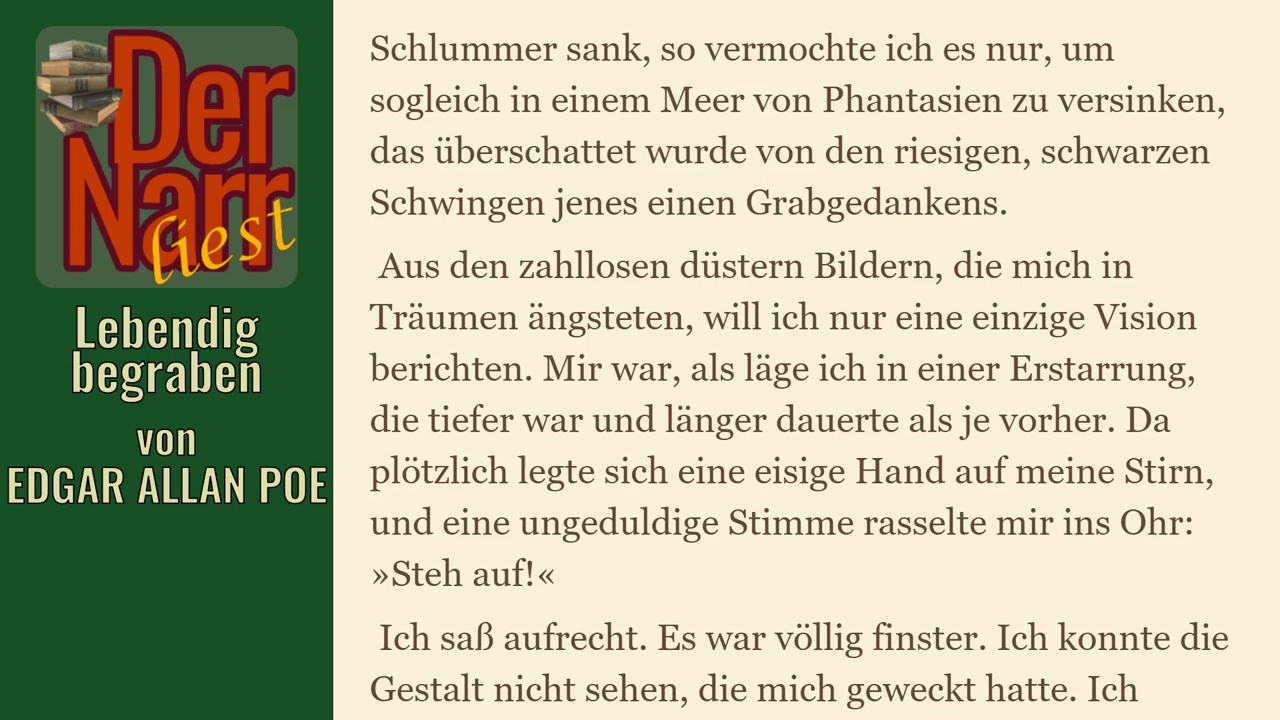 Der
Narr
liest
Lebendig
begraben
von
EDGAR ALLAN POE
Schlummer sank, so vermochte ich es nur, um
sogleich in einem Meer von Phantasien zu versinken,
das überschattet wurde von den riesigen, schwarzen
Schwingen jenes einen Grabgedankens.
Aus den zahllosen düstern Bildern, die mich in
Träumen ängsteten, will ich nur eine einzige Vision
berichten. Mir war, als läge ich in einer Erstarrung,
die tiefer war und länger dauerte als je vorher. Da
plötzlich legte sich eine eisige Hand auf meine Stirn,
und eine ungeduldige Stimme rasselte mir ins Ohr:
»Steh auf!«
Ich saß aufrecht. Es war völlig finster. Ich konnte die
Gestalt nicht sehen, die mich geweckt hatte. Ich